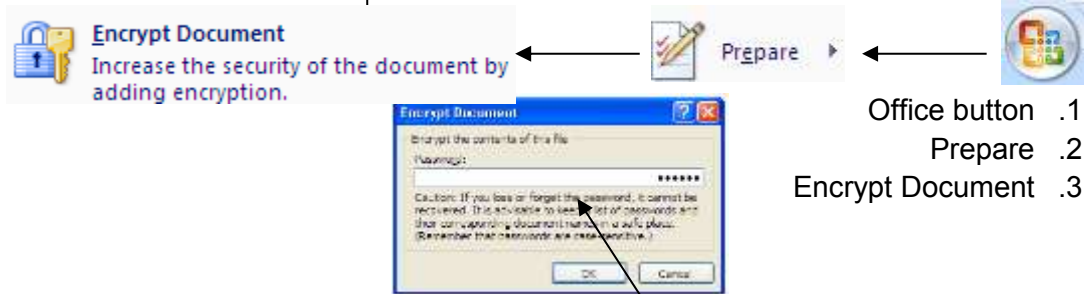 Encrypt Document
Increase the security of the document by
adding encryption.
Prepare
Office button .1
Prepare .2
Encrypt Document .3
Encrypt Document
Encrypt the contents of this file
Password:
••••••
Caution: If you lose or forget the password, it cannot be
recovered. It is advisable to keep a list of passwords and
their corresponding document names in a safe place.
(Remember that passwords are case-sensitive.)
OK
Cancel